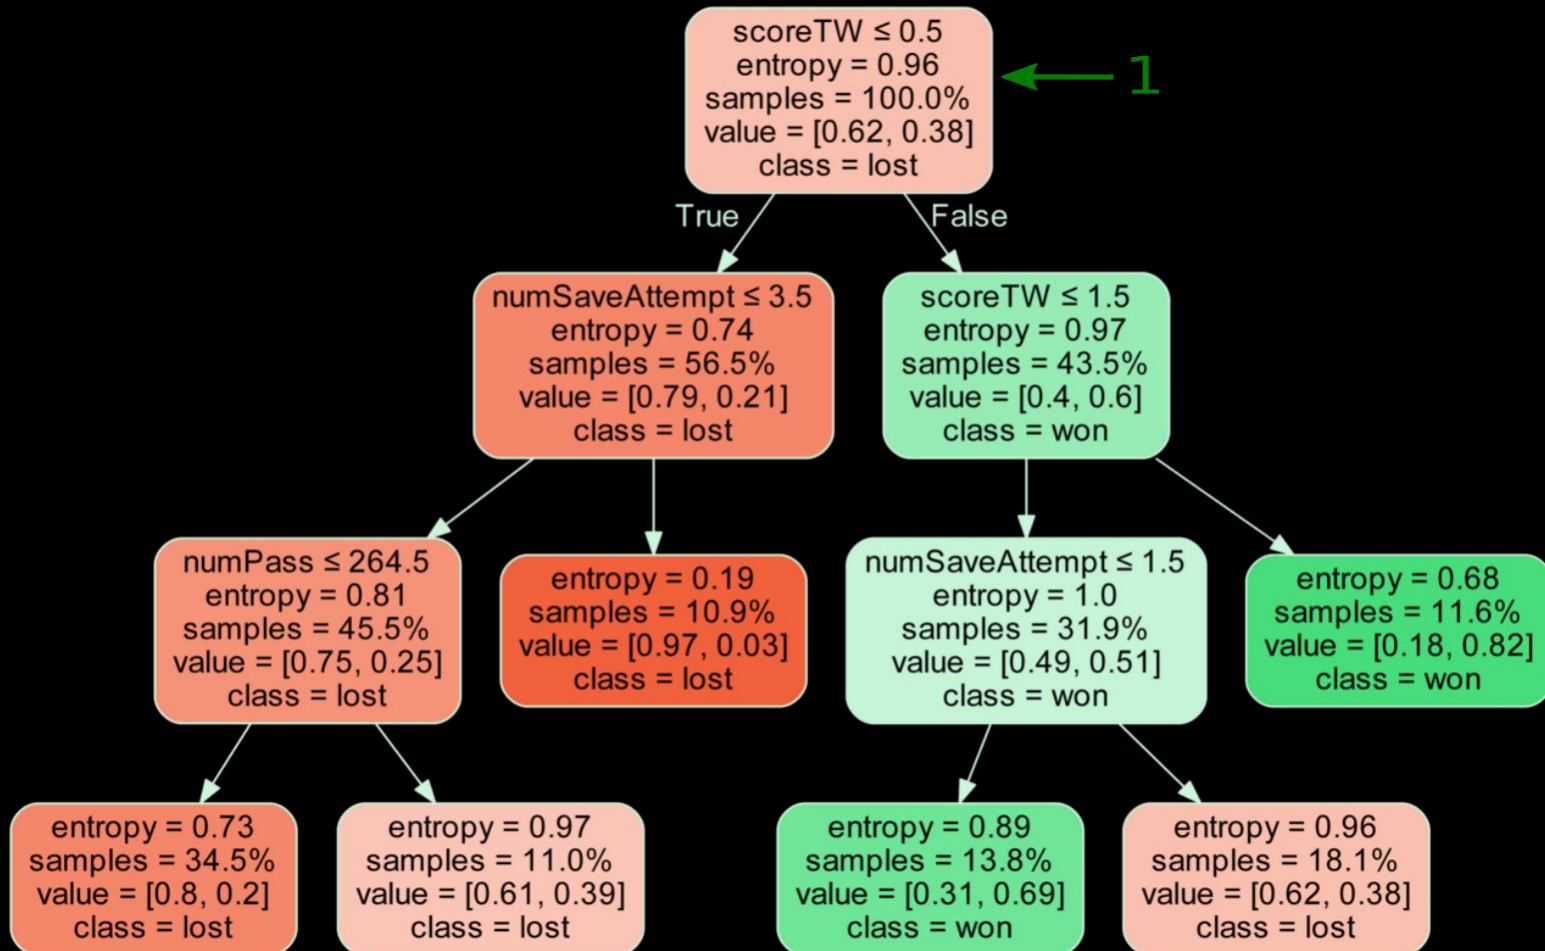 scoreTW ≤ 0.5
entropy = 0.96
samples = 100.0%
value = [0.62, 0.38]
class = lost
1
True
False
numSaveAttempt ≤ 3.5
entropy = 0.74
samples = 56.5%
value = [0.79, 0.21]
class = lost
scoreTW ≤ 1.5
entropy = 0.97
samples = 43.5%
value = [0.4, 0.6]
class = won
numPass ≤ 264.5
entropy = 0.81
samples = 45.5%
value = [0.75, 0.25]
class = lost
entropy = 0.19
samples = 10.9%
value = [0.97, 0.03]
class = lost
numSaveAttempt ≤ 1.5
entropy = 1.0
samples = 31.9%
value = [0.49, 0.51]
class = won
entropy = 0.68
samples = 11.6%
value = [0.18, 0.82]
class = won
entropy = 0.73
samples = 34.5%
value = [0.8, 0.2]
class = lost
entropy = 0.97
samples = 11.0%
value = [0.61, 0.39]
class = lost
entropy = 0.89
samples = 13.8%
value = [0.31, 0.69]
class = won
entropy = 0.96
samples = 18.1%
value = [0.62, 0.38]
class = lost